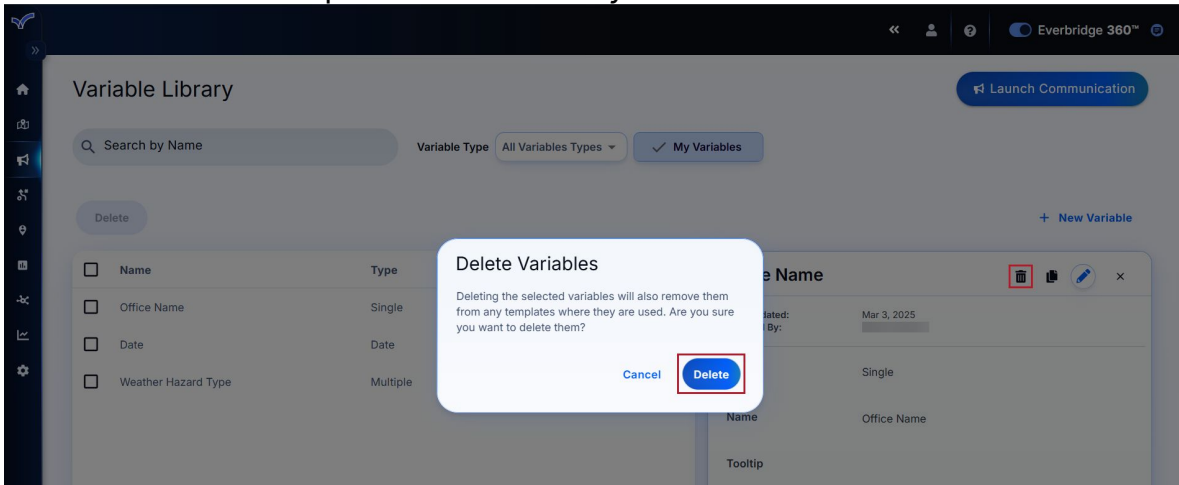 Everbridge 360™
Variable Library
Launch Communication
Search by Name
Variable Type
All Variables Types
My Variables
Delete
+ New Variable
Name
Type
Office Name
Single
Date
Date
Weather Hazard Type
Multiple
Delete Variables
Deleting the selected variables will also remove them
from any templates where they are used. Are you sure
you want to delete them?
Cancel
Delete
e Name
dated:
Mar 3, 2025
By:
Single
Name
Office Name
Tooltip